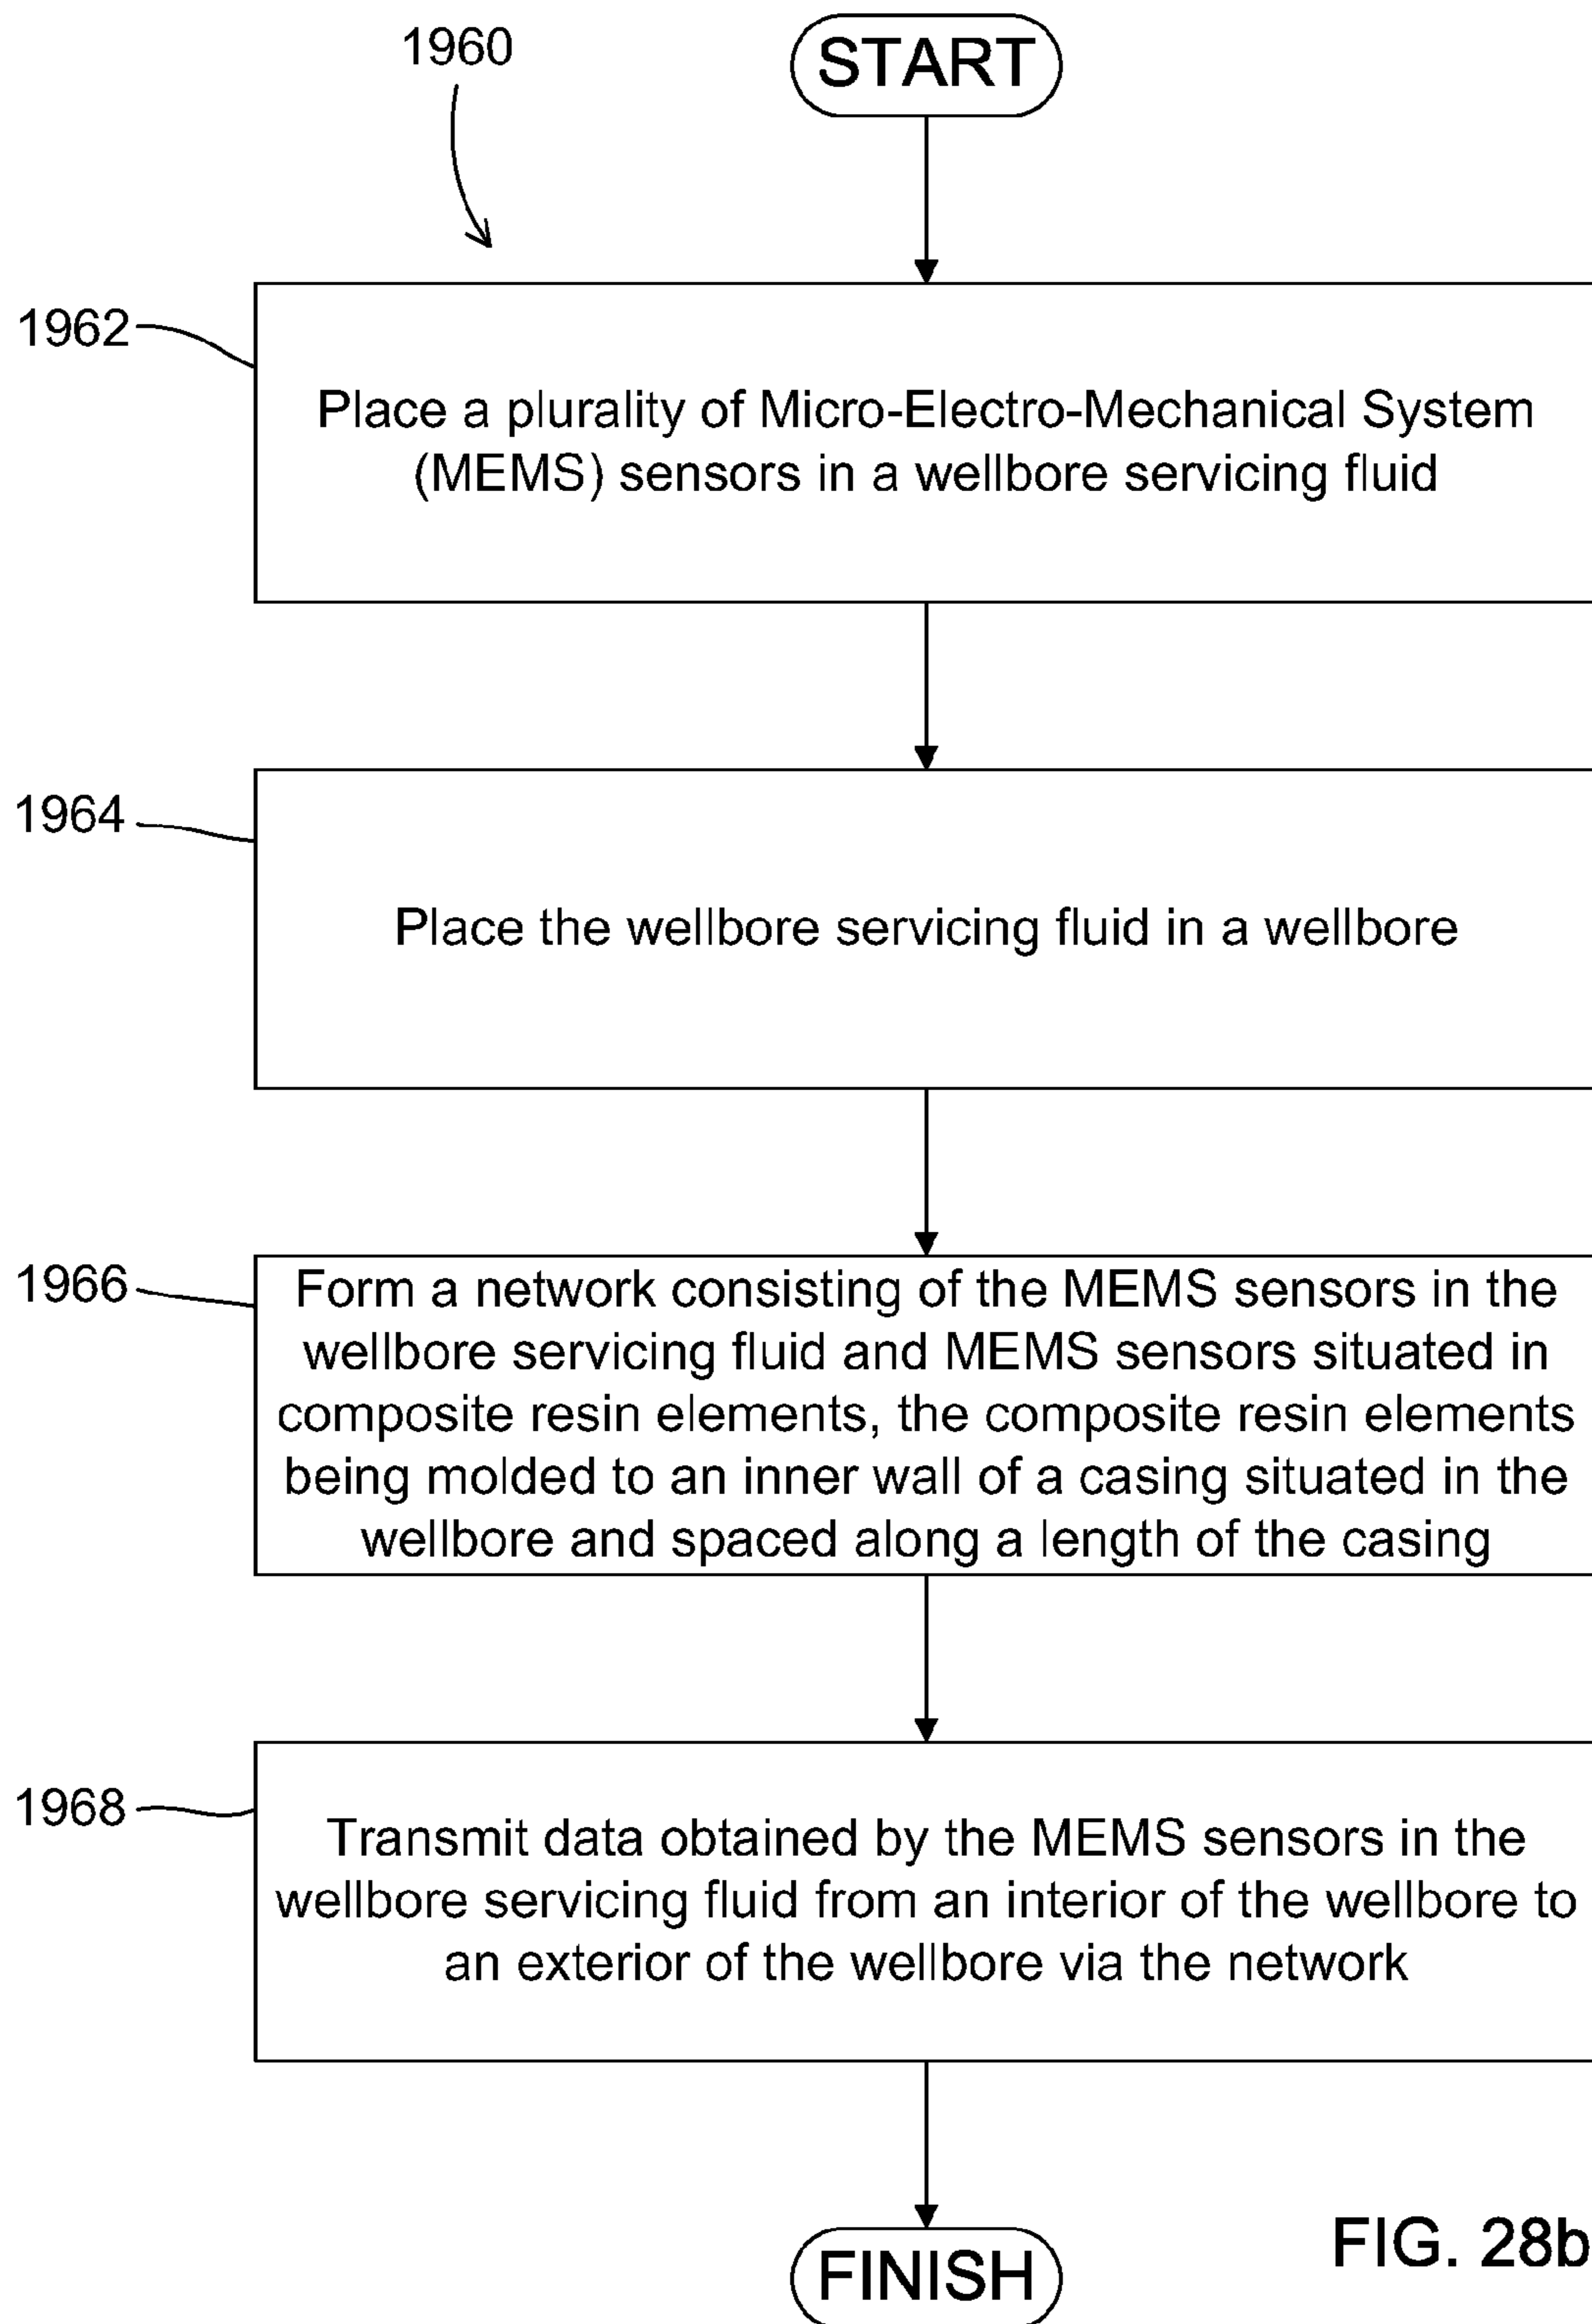 1960
START
1962
Place a plurality of Micro-Electro-Mechanical System
(MEMS) sensors in a wellbore servicing fluid
1964
Place the wellbore servicing fluid in a wellbore
1966
Form a network consisting of the MEMS sensors in the
wellbore servicing fluid and MEMS sensors situated in
composite resin elements, the composite resin elements
being molded to an inner wall of a casing situated in the
wellbore and spaced along a length of the casing
1968
Transmit data obtained by the MEMS sensors in the
wellbore servicing fluid from an interior of the wellbore to
an exterior of the wellbore via the network
FINISH
FIG. 28b